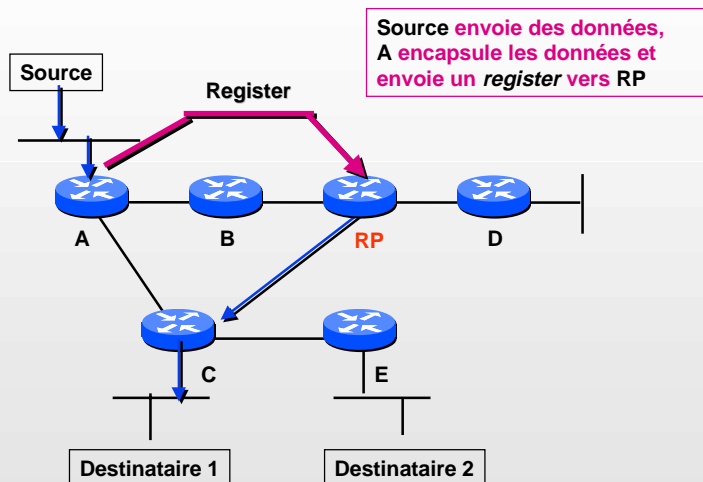 Source envoie des données,
A encapsule les données et
envoie un register vers RP
Source
Register
A
B
RP
D
C
E
Destinataire 1
Destinataire 2